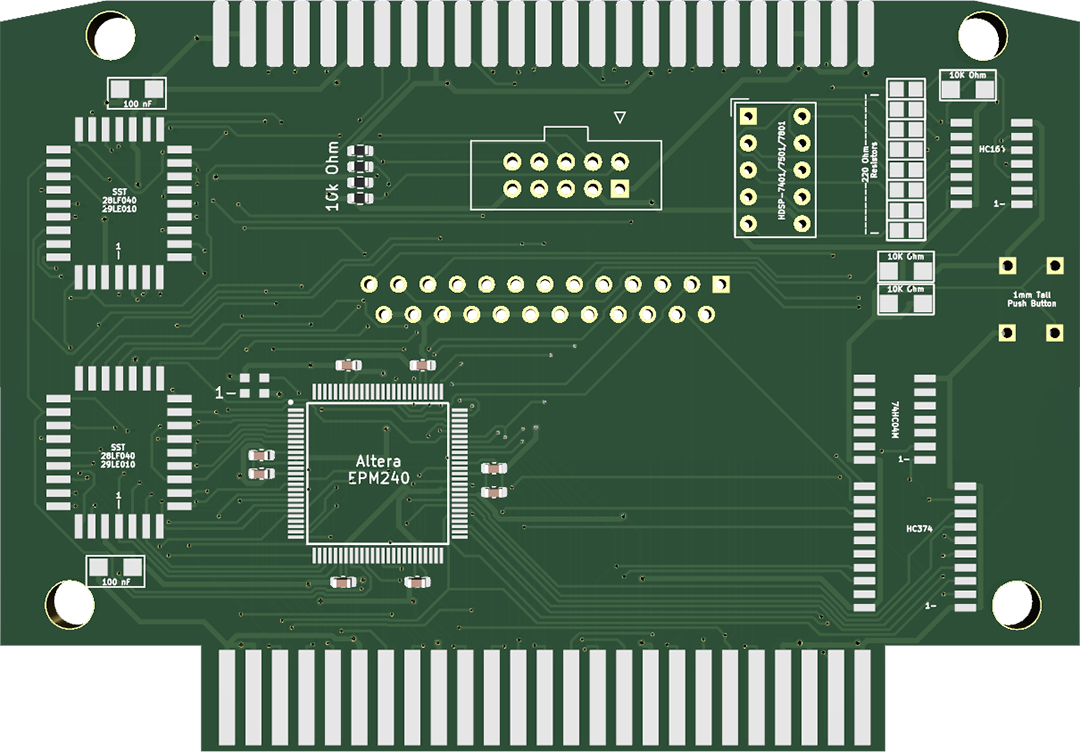 100 nF
10K Ohm
SST
28LF040
29LE010
1
10k Ohm
HDSP-7401/7501/7801
220 Ohm
Resistors
1-
10K Ohm
10K Ohm
1mm Tall
Push Button
1-
SST
28LF040
29LE010
1
Altera
EPM240
74HC04M
1-
HC374
1-
100 nF